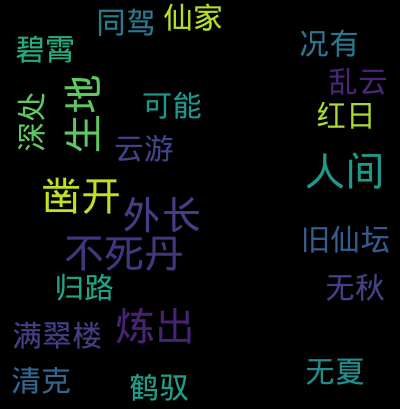 同驾
仙家
碧霄
况有
乱云
深处
生地
可能
红日
云游
人间
凿开
外长
旧仙坛
不死丹
归路
无秋
满翠楼
炼出
清克
鹤驭
无夏